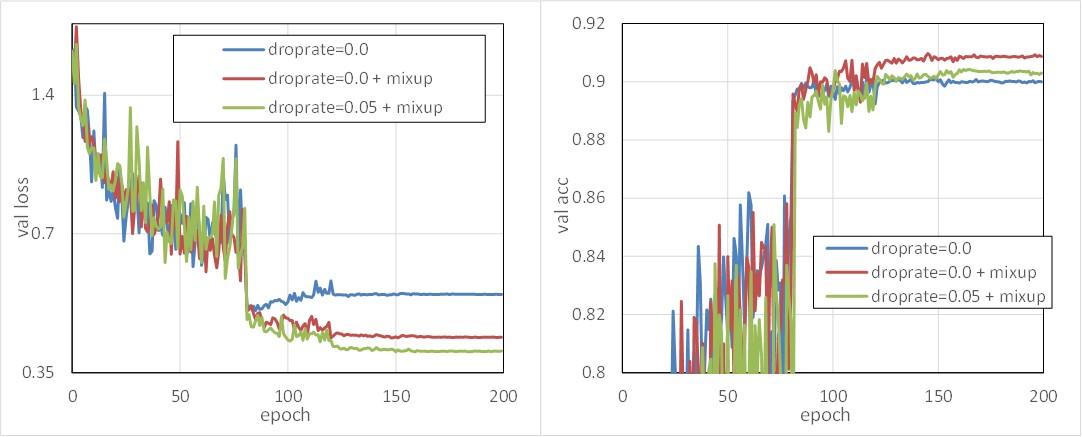 val loss
1.4
0.7
0.35
0
50
100
150
200
epoch
droprate=0.0
droprate=0.0 + mixup
droprate=0.05 + mixup
val acc
0.92
0.91
0.9
0.88
0.86
0.84
0.82
0.8
0
50
100
150
200
epoch
droprate=0.0
droprate=0.0 + mixup
droprate=0.05 + mixup